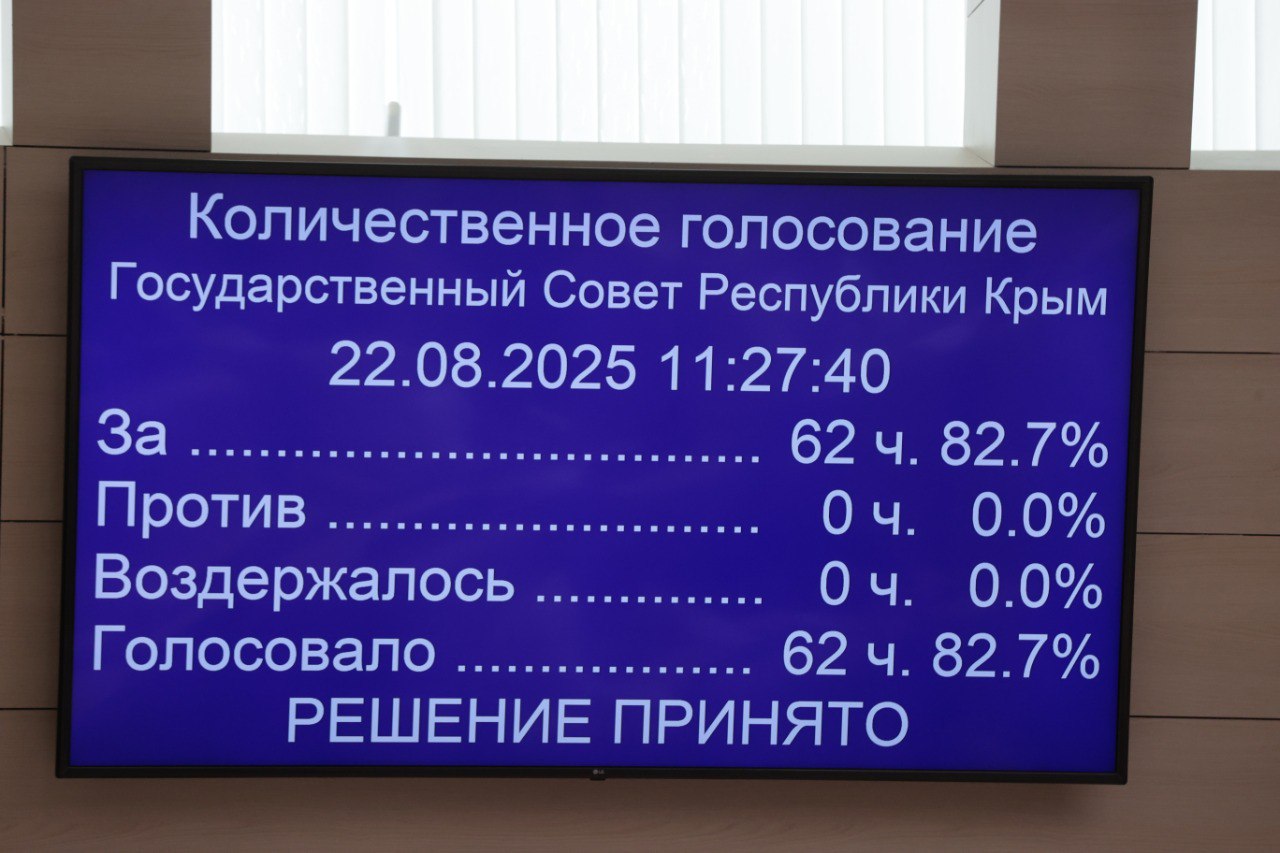 Количественное голосование
Государственный Совет Республики Крым
22.08.2025 11:27:40
За .................................. 62 ч. 82.7%
Против .......................... 0 ч. 0.0%
Воздержалось .............. 0 ч. 0.0%
Голосовало .................. 62 ч. 82.7%
РЕШЕНИЕ ПРИНЯТО
LG